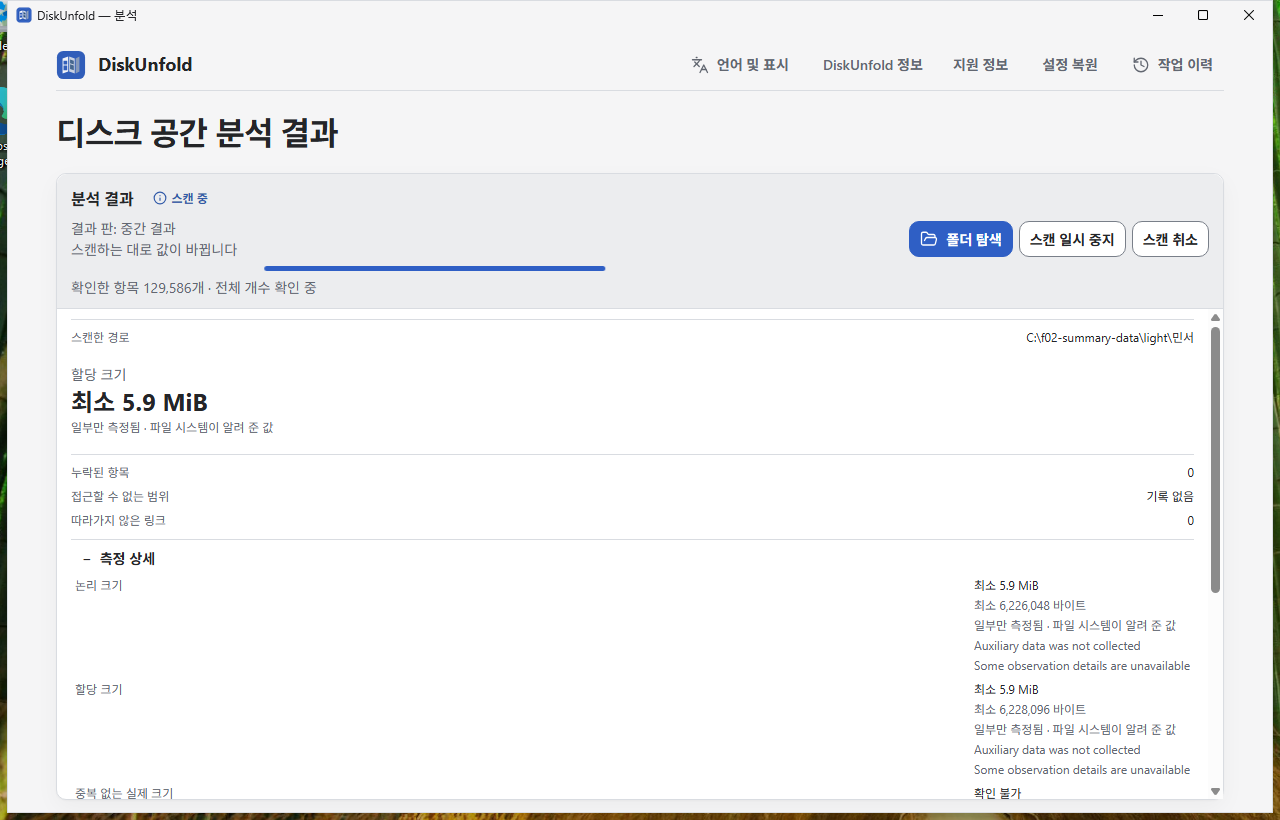 DiskUnfold — 분석
DiskUnfold
언어 및 표시
DiskUnfold 정보
지원 정보
설정 복원
작업 이력
디스크 공간 분석 결과
분석 결과
스캔 중
결과 판: 중간 결과
스캔하는 대로 값이 바뀝니다
폴더 탐색
스캔 일시 중지
스캔 취소
확인한 항목 129,586개 · 전체 개수 확인 중
스캔한 경로
C:\f02-summary-data\light\민서
할당 크기
최소 5.9 MiB
일부만 측정됨 · 파일 시스템이 알려 준 값
누락된 항목
0
접근할 수 없는 범위
기록 없음
따라가지 않은 링크
0
– 측정 상세
논리 크기
최소 5.9 MiB
최소 6,226,048 바이트
일부만 측정됨 · 파일 시스템이 알려 준 값
Auxiliary data was not collected
Some observation details are unavailable
할당 크기
최소 5.9 MiB
최소 6,228,096 바이트
일부만 측정됨 · 파일 시스템이 알려 준 값
Auxiliary data was not collected
Some observation details are unavailable
중복 없는 실제 크기
확인 불가